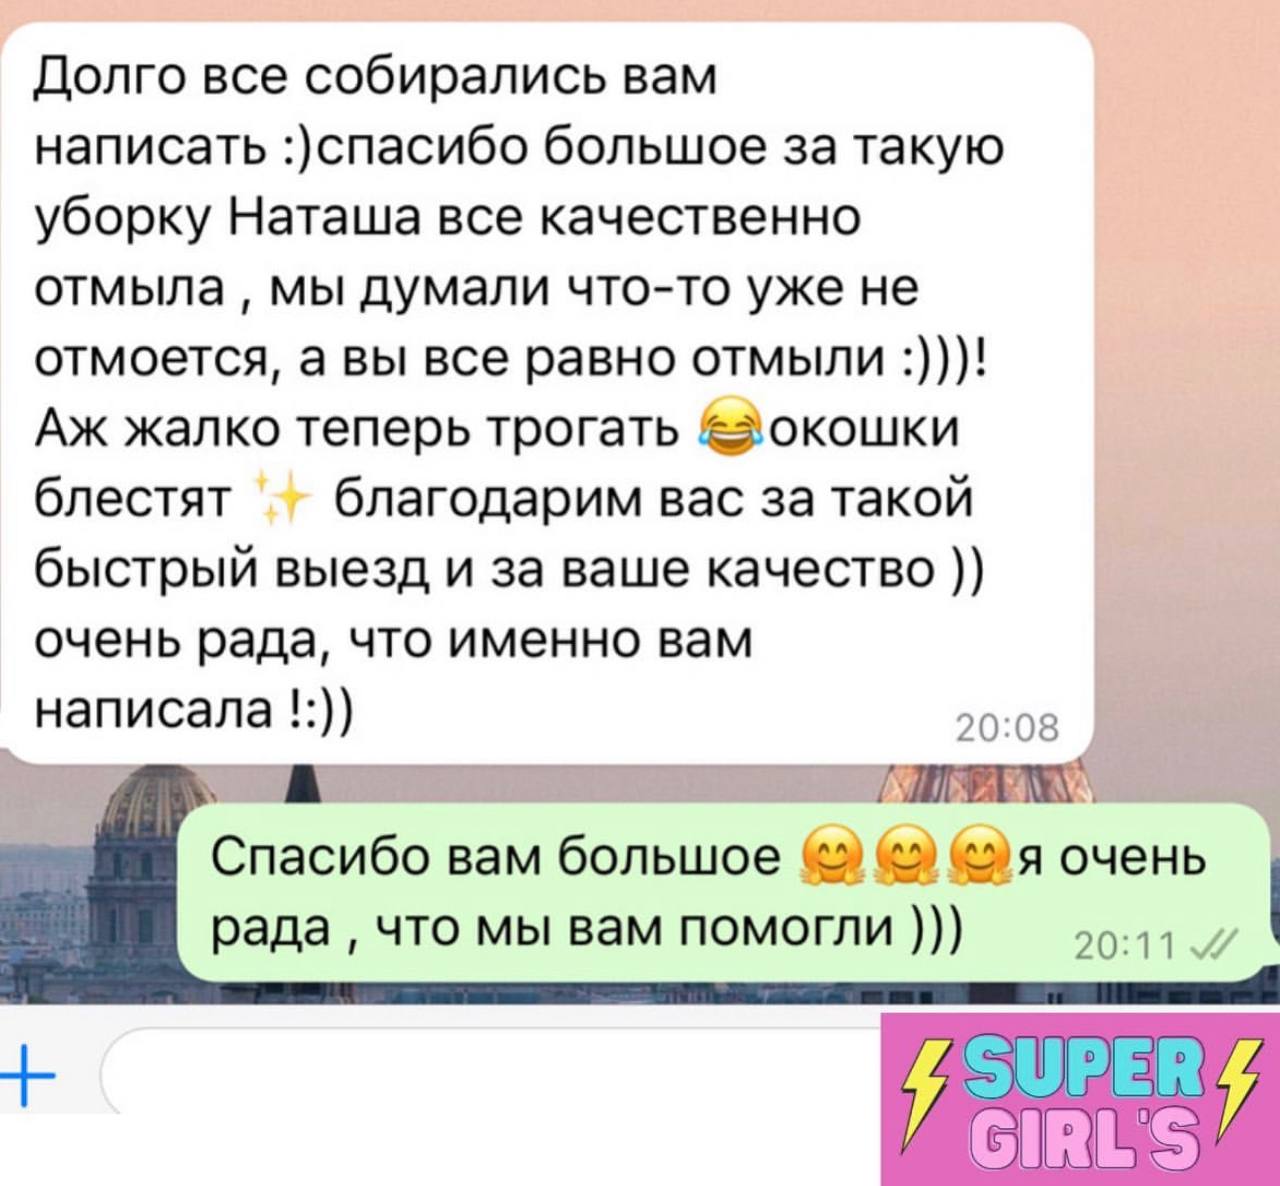 Долго все собирались вам
написать :)спасибо большое за такую
уборку Наташа все качественно
отмыла , мы думали что-то уже не
отмоется, а вы все равно отмыли :)))!
Аж жалко теперь трогать 😂окошки
блестят ✨ благодарим вас за такой
быстрый выезд и за ваше качество ))
очень рада, что именно вам
написала !:))
20:08
Спасибо вам большое 🤗🤗🤗я очень
рада , что мы вам помогли )))
20:11
SUPER
GIRL'S